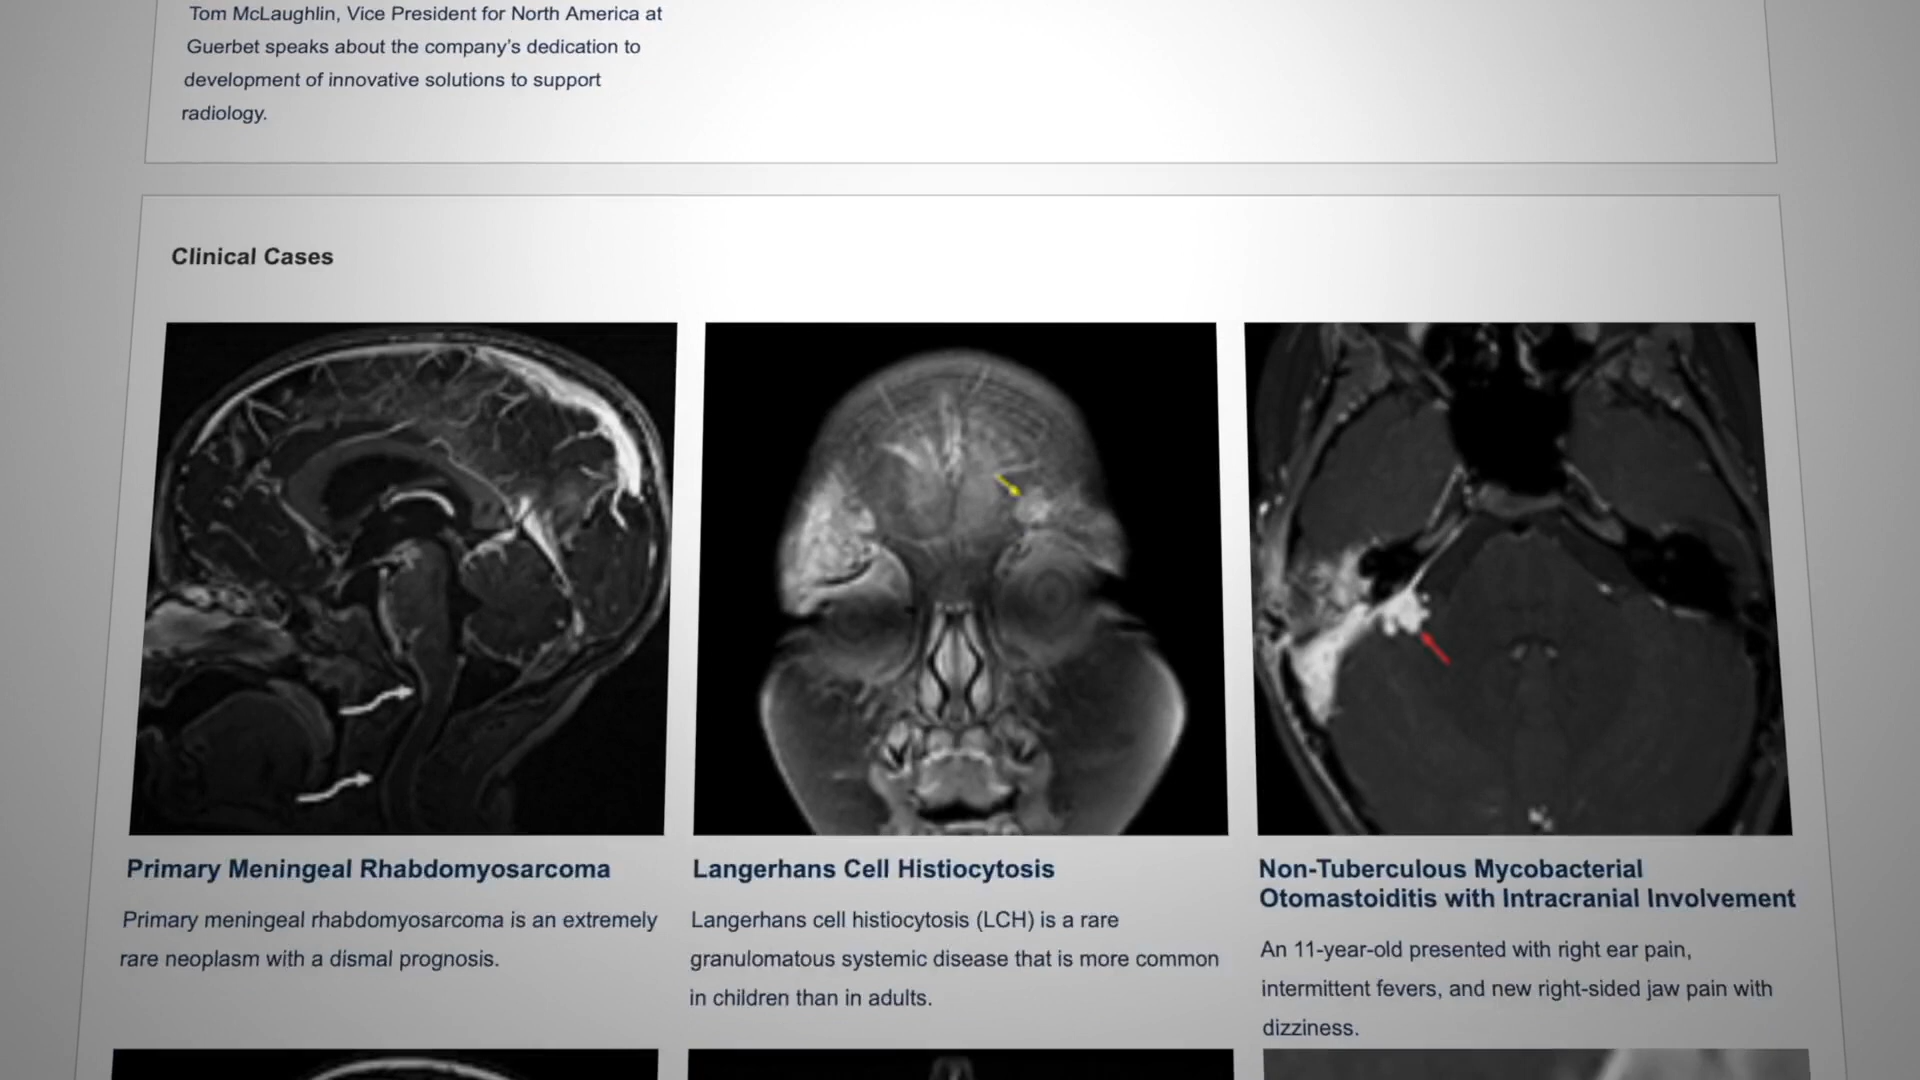 Tom McLaughlin, Vice President for North America at
Guerbet speaks about the company's dedication to
development of innovative solutions to support
radiology.
Clinical Cases
Primary Meningeal Rhabdomyosarcoma
Primary meningeal rhabdomyosarcoma is an extremely
rare neoplasm with a dismal prognosis.
Langerhans Cell Histiocytosis
Langerhans cell histiocytosis (LCH) is a rare
granulomatous systemic disease that is more common
in children than in adults.
Non-Tuberculous Mycobacterial
Otomastoiditis with Intracranial Involvement
An 11-year-old presented with right ear pain,
intermittent fevers, and new right-sided jaw pain with
dizziness.